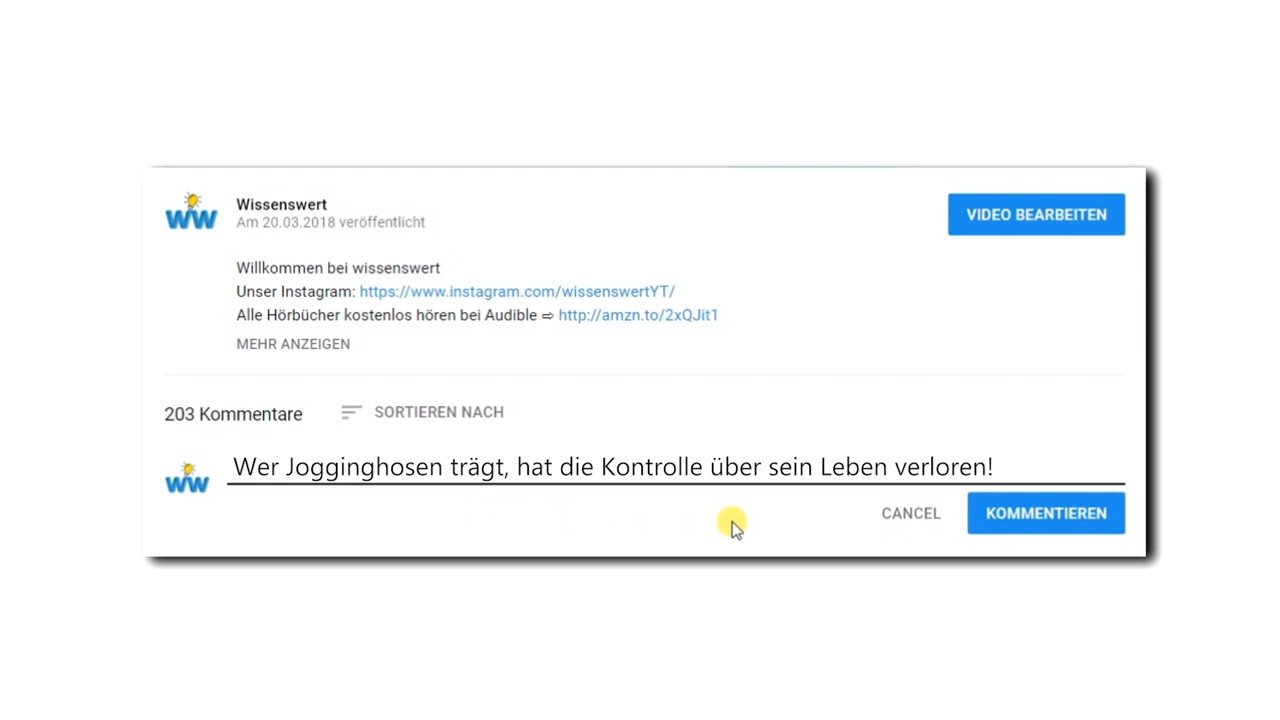 WW
Wissenswert
Am 20.03.2018 veröffentlicht
VIDEO BEARBEITEN
Willkommen bei wissenswert
Unser Instagram: https://www.instagram.com/wissenswertYT/
Alle Hörbücher kostenlos hören bei Audible ⇨ http://amzn.to/2xQJit1
MEHR ANZEIGEN
203 Kommentare
SORTIEREN NACH
WW
Wer Jogginghosen trägt, hat die Kontrolle über sein Leben verloren!
CANCEL
KOMMENTIEREN